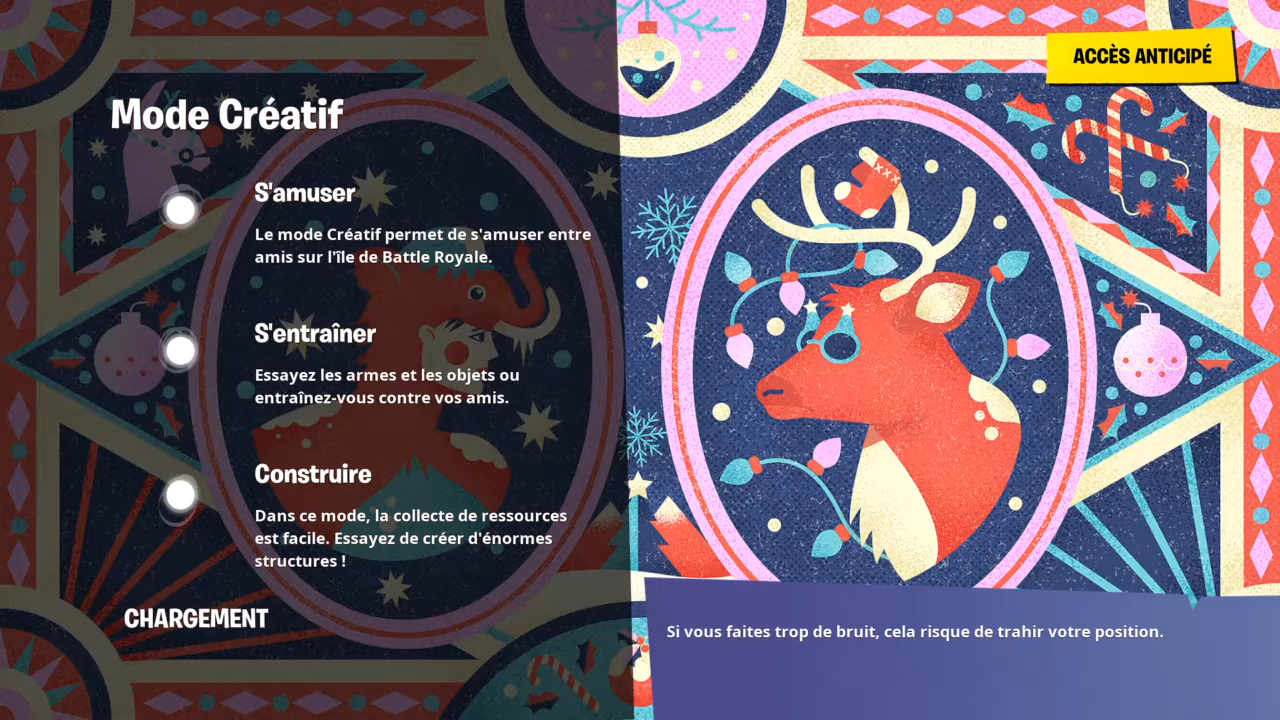 ACCÈS ANTICIPÉ
Mode Créatif
S'amuser
Le mode Créatif permet de s'amuser entre
amis sur l'île de Battle Royale.
S'entraîner
Essayez les armes et les objets ou
entraînez-vous contre vos amis.
Construire
Dans ce mode, la collecte de ressources
est facile. Essayez de créer d'énormes
structures !
CHARGEMENT
Si vous faites trop de bruit, cela risque de trahir votre position.